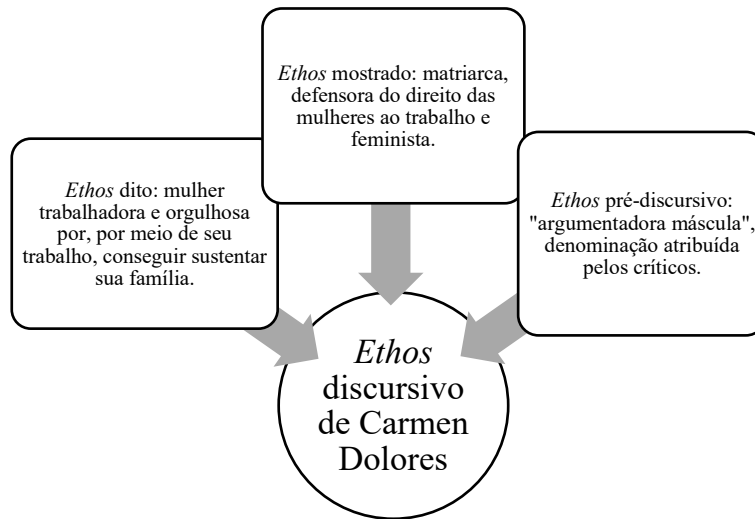 Ethos mostrado: matriarca,
defensora do direito das
mulheres ao trabalho e
feminista.
Ethos dito: mulher
trabalhadora e orgulhosa
por, por meio de seu
trabalho, conseguir sustentar
sua família.
Ethos pré-discursivo:
"argumentadora máscula",
denominação atribuída
pelos críticos.
Ethos
discursivo
de Carmen
Dolores